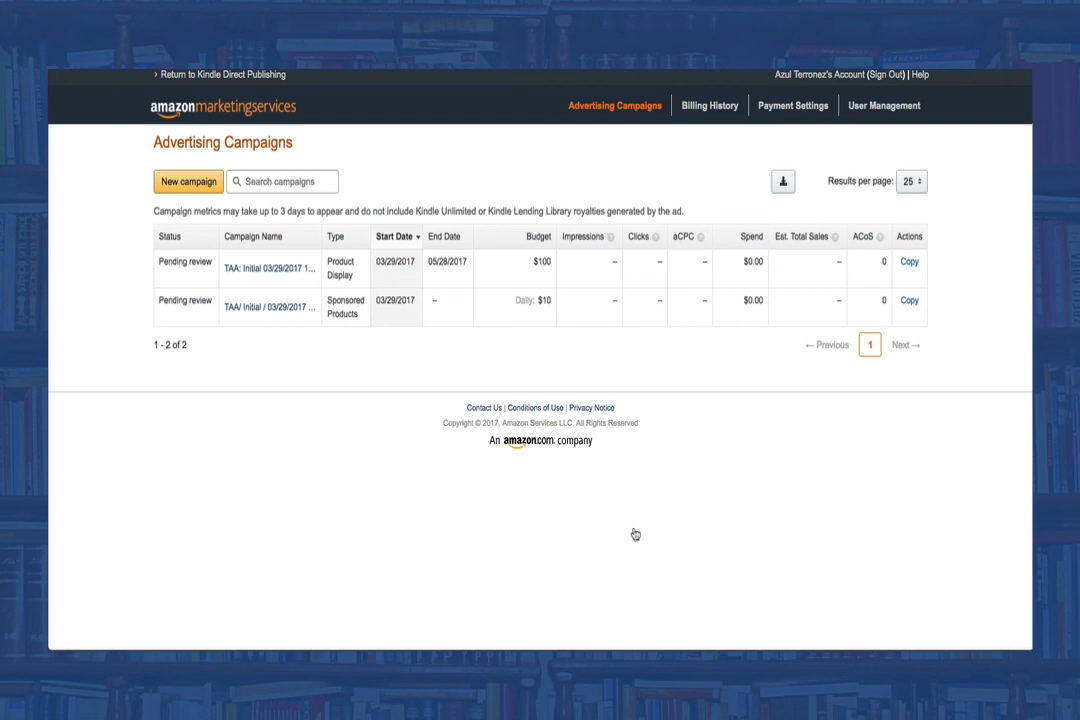 › Return to Kindle Direct Publishing
Azul Terronez's Account (Sign Out) | Help
amazonmarketingservices
Advertising Campaigns
Billing History
Payment Settings
User Management
Advertising Campaigns
New campaign
Search campaigns
Results per page: 25
Campaign metrics may take up to 3 days to appear and do not include Kindle Unlimited or Kindle Lending Library royalties generated by the ad.
Status Campaign Name Type Start Date End Date Budget Impressions Clicks aCPC Spend Est. Total Sales ACoS Actions
Pending review TAA: Initial 03/29/2017 1... Product Display 03/29/2017 05/28/2017 $100 – – – $0.00 – 0 Copy
Pending review TAA/ Initial / 03/29/2017 ... Sponsored Products 03/29/2017 – Daily: $10 – – – $0.00 – 0 Copy
1 - 2 of 2
← Previous 1 Next →
Contact Us | Conditions of Use | Privacy Notice
Copyright © 2017, Amazon Services LLC. All Rights Reserved
An amazon.com company